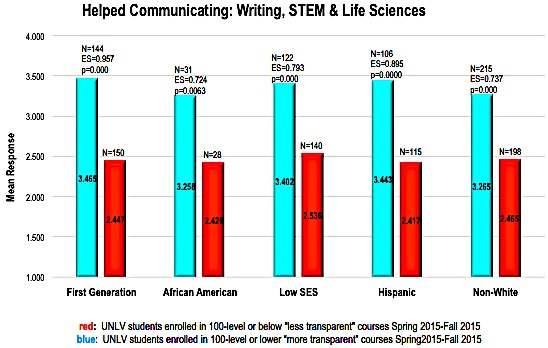 Helped Communicating: Writing, STEM & Life Sciences
Mean Response
4.000
3.500
3.000
2.500
2.000
1.500
1.000
N=144
ES=0.957
p=0.000
3.465
N=150
2.447
First Generation
N=31
ES=0.724
p=0.0063
3.258
N=28
2.429
African American
N=122
ES=0.793
p=0.000
3.402
N=140
2.536
Low SES
N=106
ES=0.895
p=0.0000
3.443
N=115
2.417
Hispanic
N=215
ES=0.737
p=0.000
3.265
N=198
2.465
Non-White
red: UNLV students enrolled in 100-level or below "less transparent" courses Spring 2015-Fall 2015
blue: UNLV students enrolled in 100-level or lower "more transparent" courses Spring2015-Fall 2015